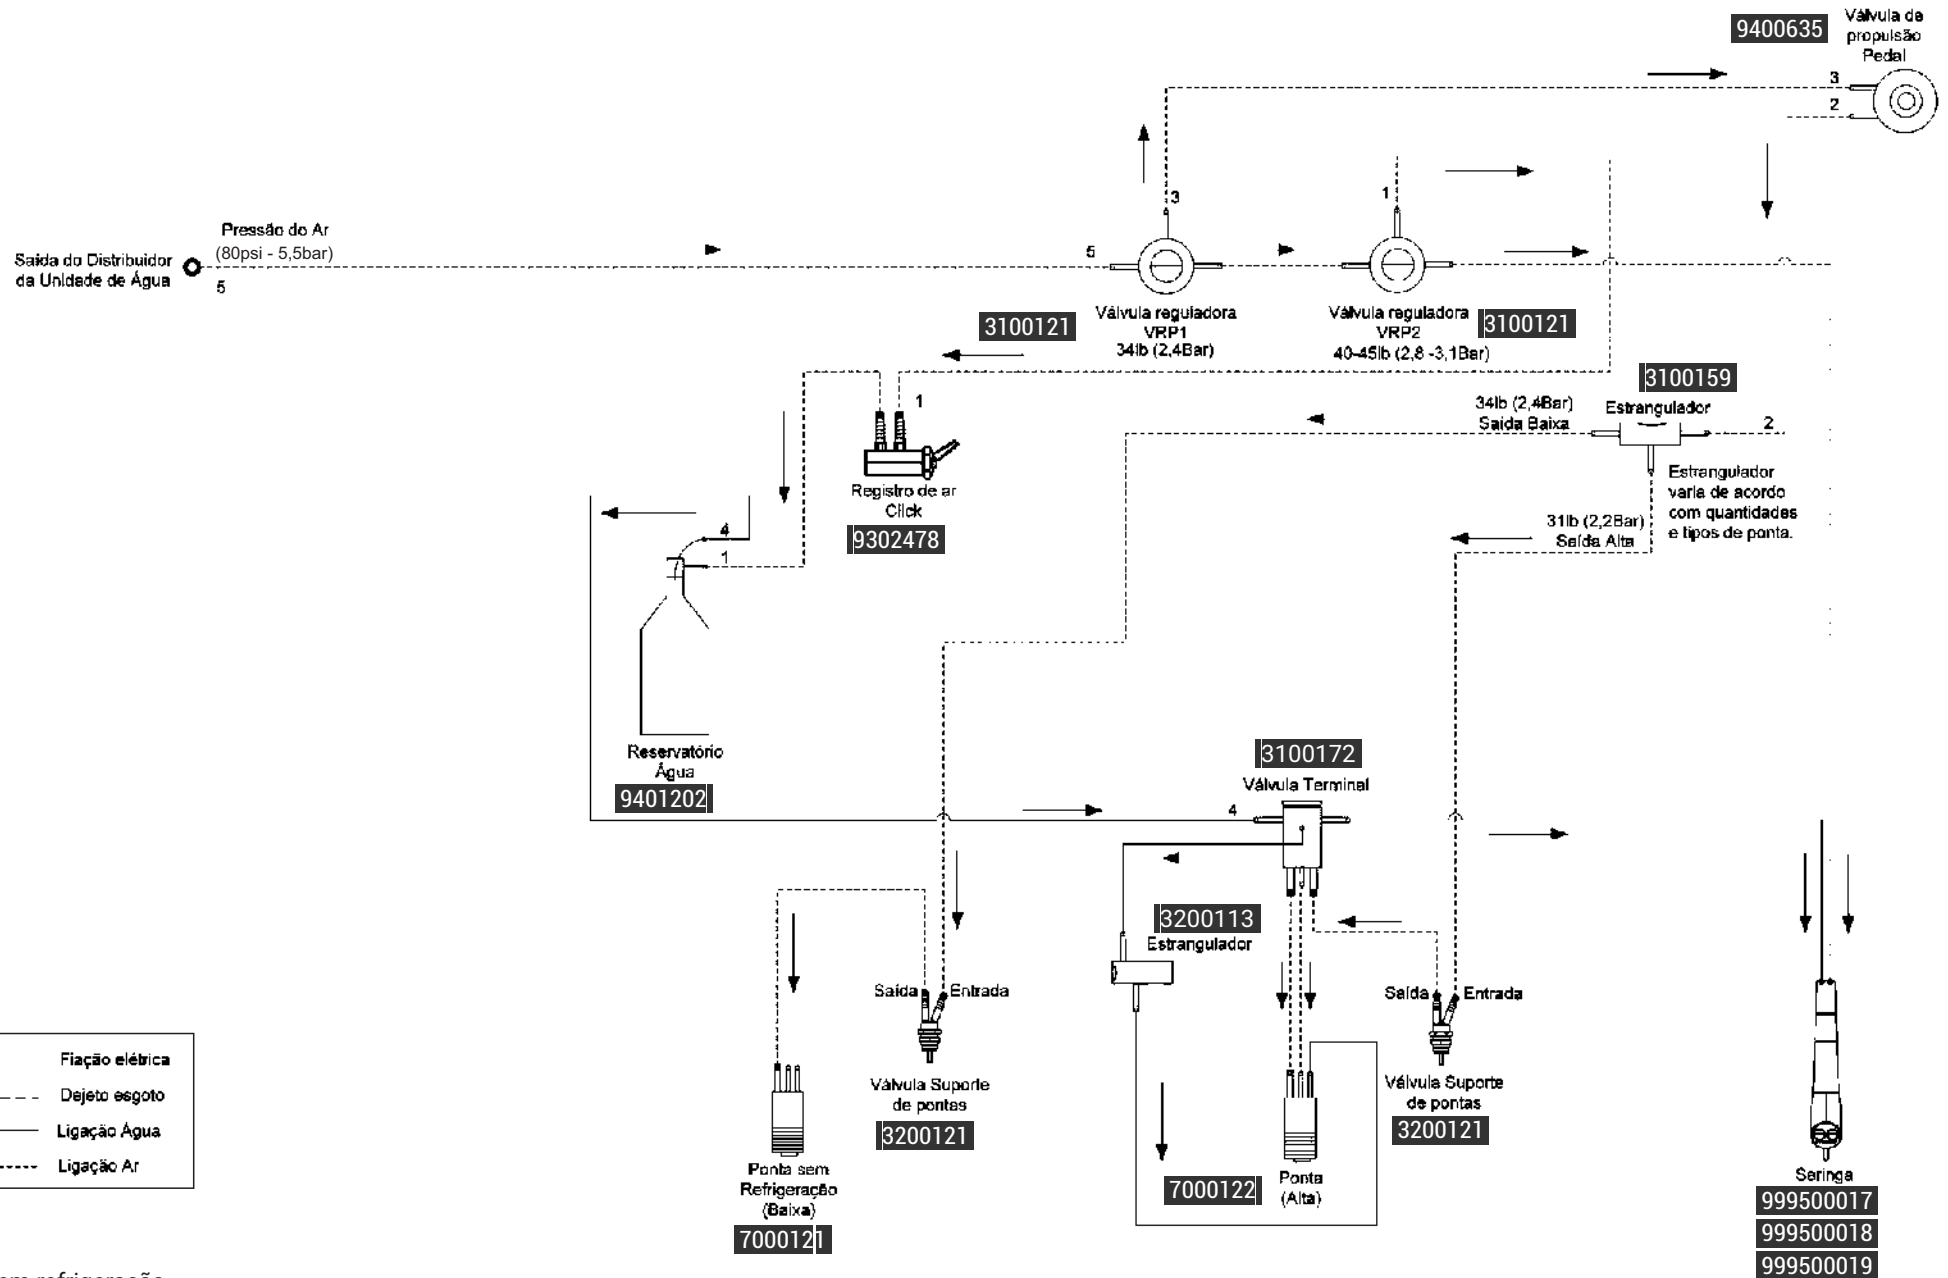 9400635
Válvula de
propulsão
Pedal
3
2
3
1
Pressão do Ar
(80psi - 5,5bar)
Saída do Distribuidor
da Unidade de Água
5
5
3100121
Válvula reguladora
VRP1
34lb (2,4Bar)
Válvula reguladora
VRP2
40-45lb (2,8 -3,1Bar)
3100121
3100159
Estrangulador
34lb (2,4Bar)
Saída Baixa
2
1
Registro de ar
Click
9302478
Estrangulador
varia de acordo
com quantidades
e tipos de ponta.
31lb (2,2Bar)
Saída Alta
4
1
Reservatório
Água
9401202
3100172
Válvula Terminal
4
3200113
Estrangulador
Saída
Entrada
Saída
Entrada
Válvula Suporte
de pontas
3200121
Válvula Suporte
de pontas
3200121
Fiação elétrica
Dejeto esgoto
Ligação Água
Ligação Ar
Ponta sem
Refrigeração
(Baixa)
7000121
7000122
Ponta
(Alta)
Seringa
999500017
999500018
999500019